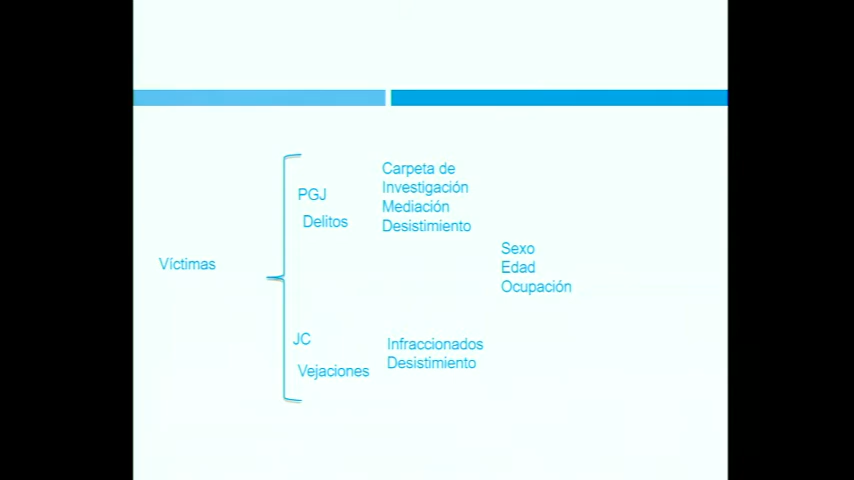 Víctimas
PGJ
Delitos
Carpeta de
Investigación
Mediación
Desistimiento
Sexo
Edad
Ocupación
JC
Vejaciones
Infraccionados
Desistimiento